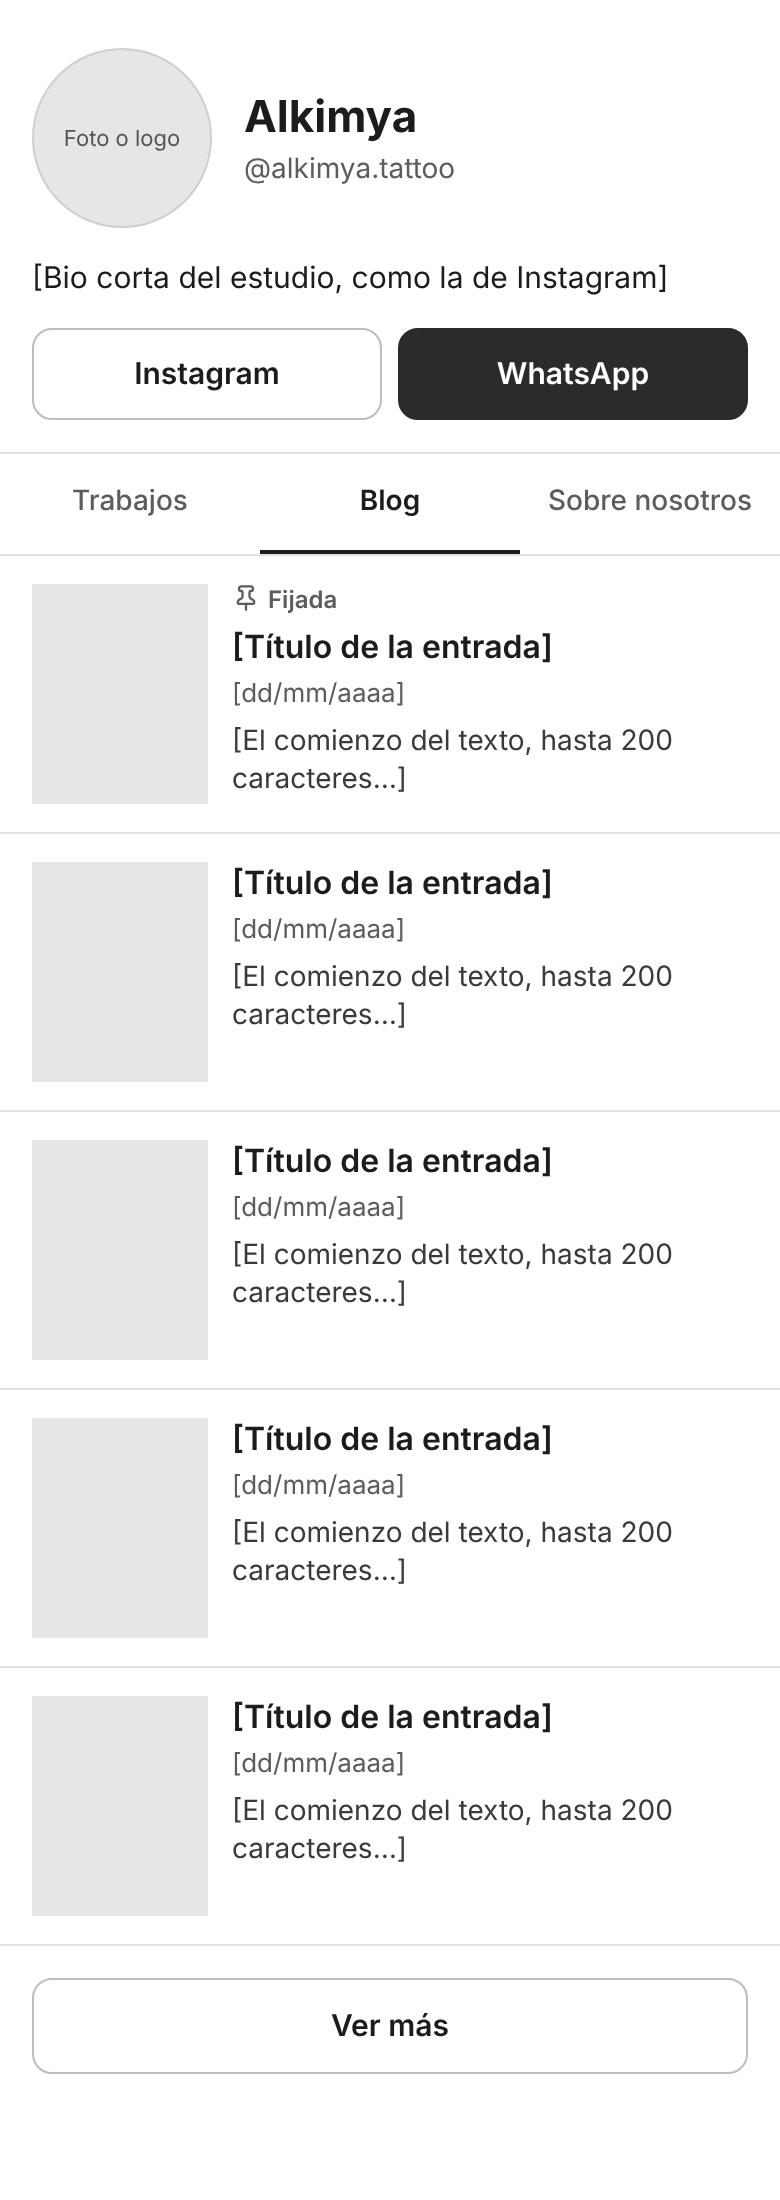 Foto o logo
Alkimya
@alkimya.tattoo
[Bio corta del estudio, como la de Instagram]
Instagram
WhatsApp
Trabajos
Blog
Sobre nosotros
Fijada
[Título de la entrada]
[dd/mm/aaaa]
[El comienzo del texto, hasta 200
caracteres...]
[Título de la entrada]
[dd/mm/aaaa]
[El comienzo del texto, hasta 200
caracteres...]
[Título de la entrada]
[dd/mm/aaaa]
[El comienzo del texto, hasta 200
caracteres...]
[Título de la entrada]
[dd/mm/aaaa]
[El comienzo del texto, hasta 200
caracteres...]
[Título de la entrada]
[dd/mm/aaaa]
[El comienzo del texto, hasta 200
caracteres...]
Ver más